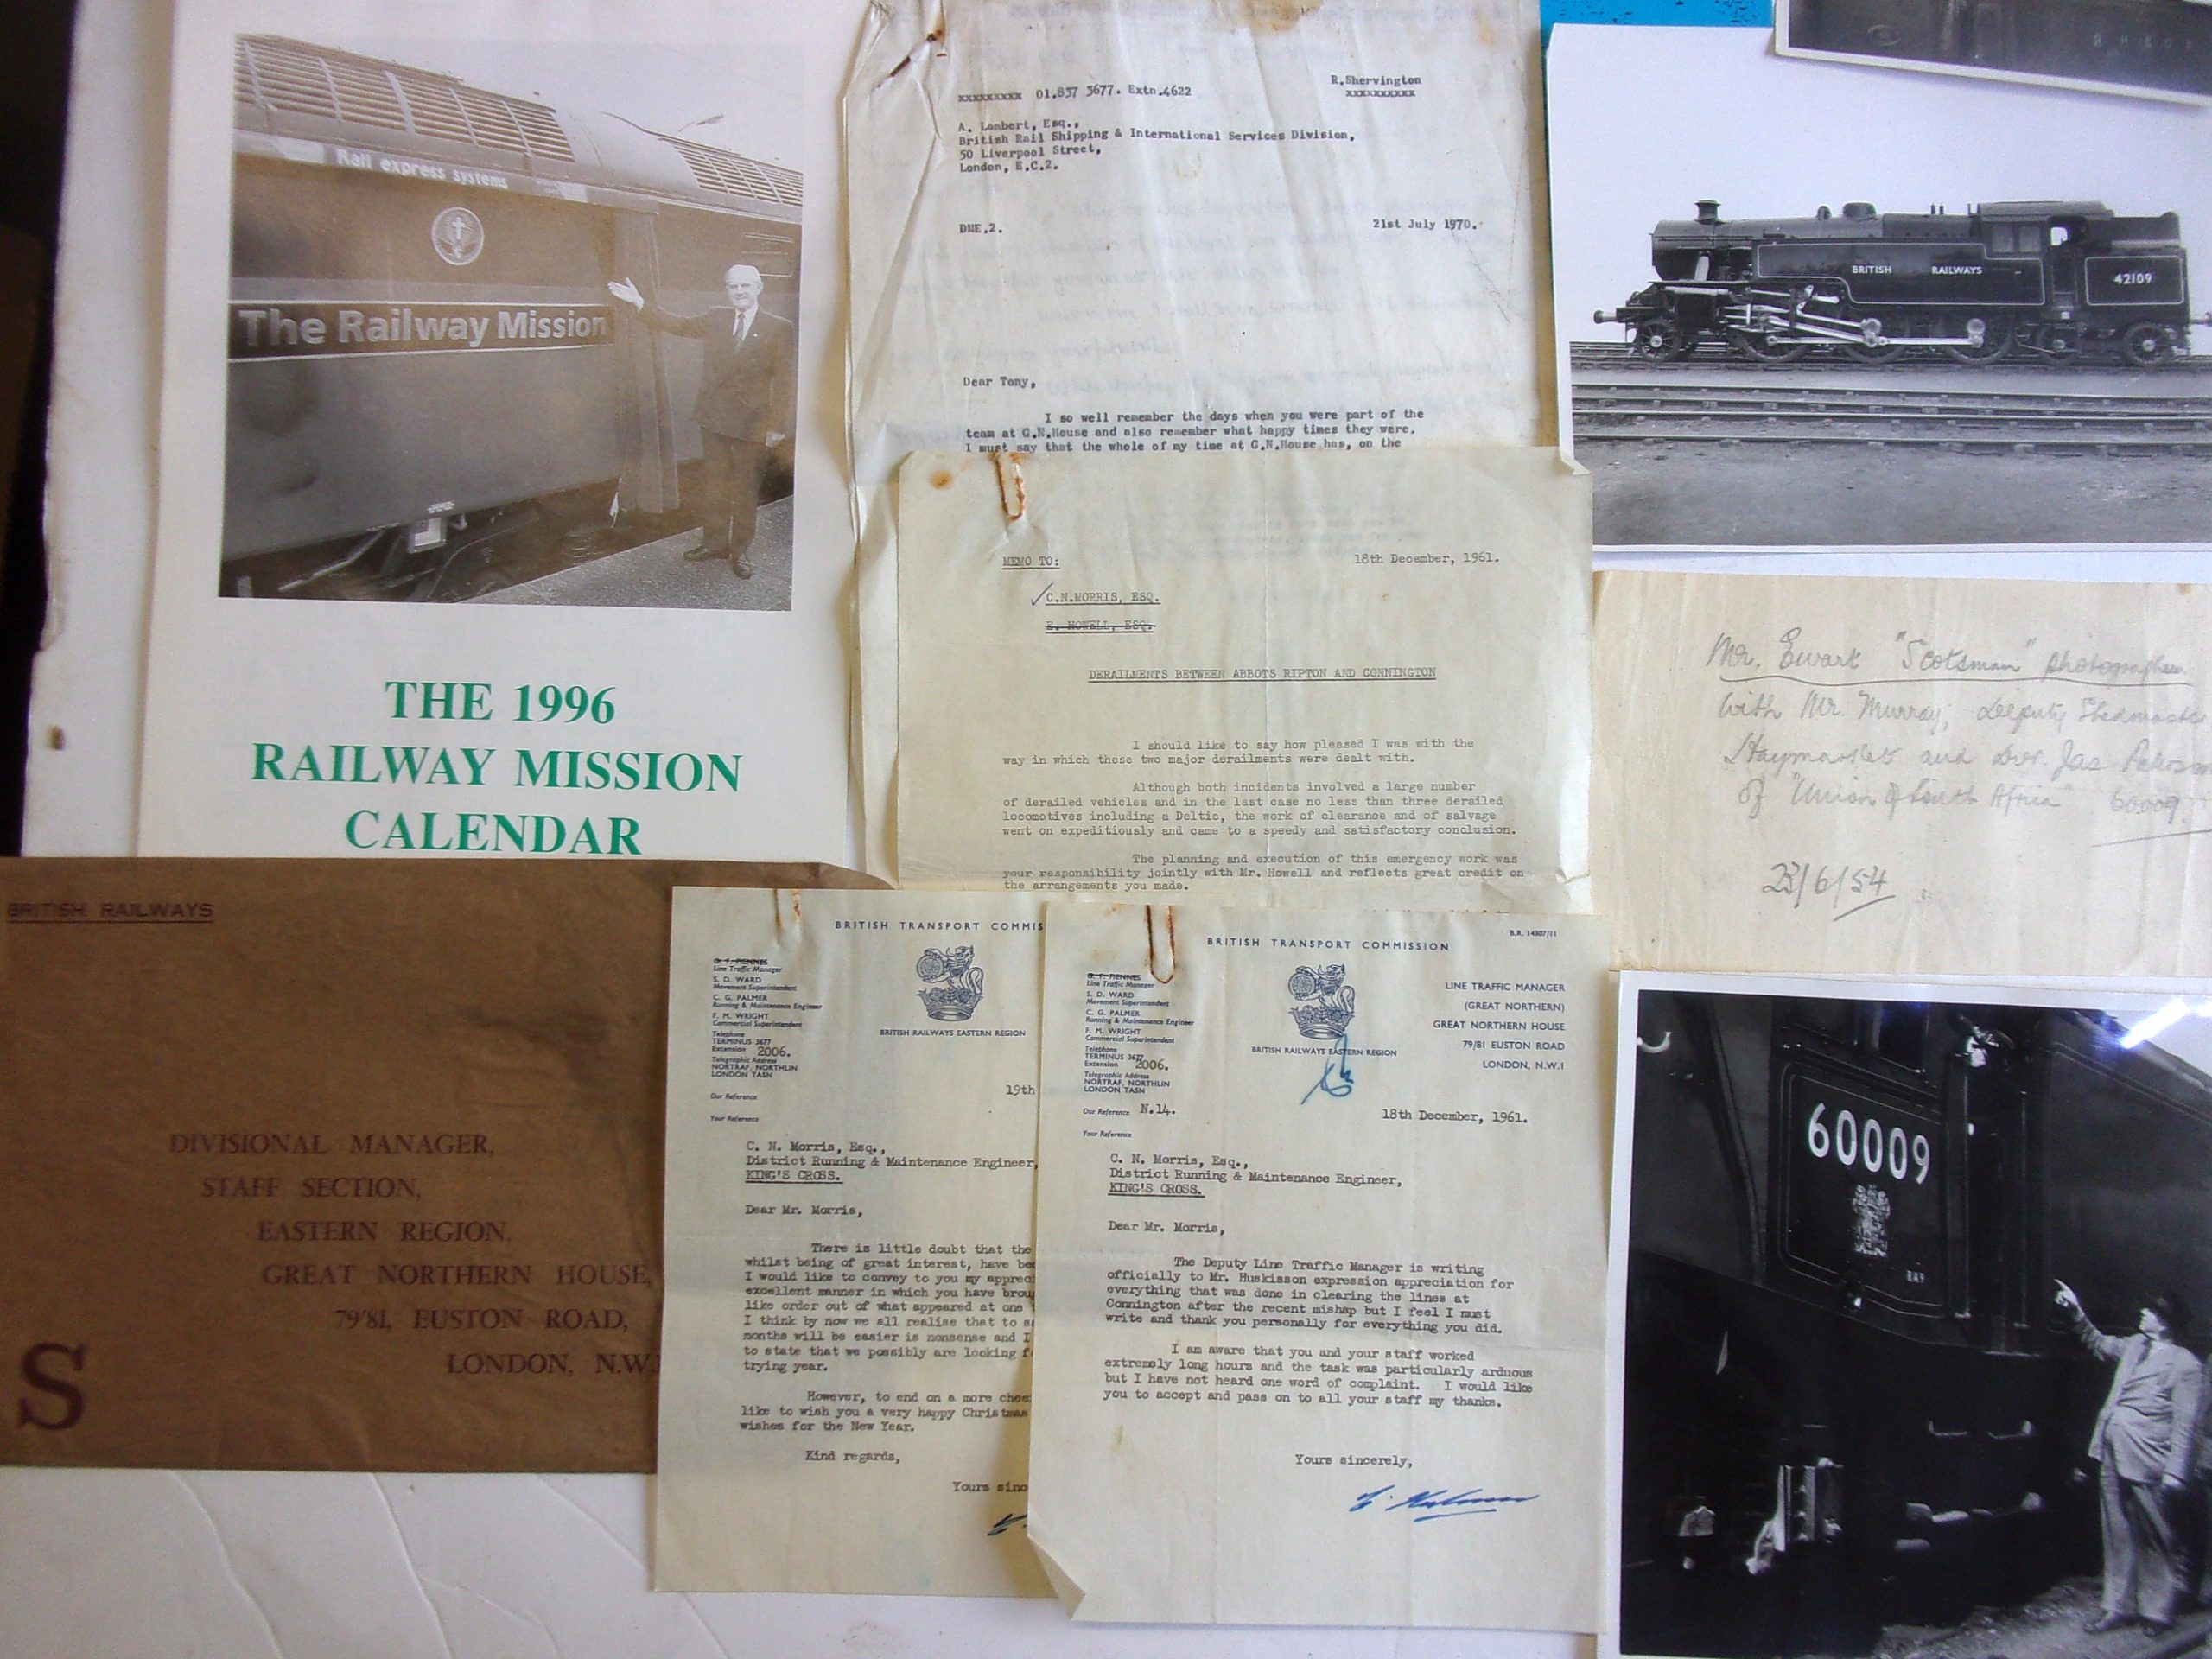 Rail express systems
The Railway Mission
THE 1996
RAILWAY MISSION
CALENDAR
xxxxxxxxx 01.837 3677. Extn.4622
R.Shervington
xxxxxxxxxx
A. Lambert, Esq.,
British Rail Shipping & International Services Division,
50 Liverpool Street,
London, E.C.2.
DME.2.
21st July 1970.
Dear Tony,
I so well remember the days when you were part of the
team at G.N.House and also remember what happy times they were.
I must say that the whole of my time at G.N.House has, on the
MEMO TO:
18th December, 1961.
C.N.MORRIS, ESQ.
E. HOWELL, ESQ.
DERAILMENTS BETWEEN ABBOTS RIPTON AND CONNINGTON
I should like to say how pleased I was with the
way in which these two major derailments were dealt with.
Although both incidents involved a large number
of derailed vehicles and in the last case no less than three derailed
locomotives including a Deltic, the work of clearance and of salvage
went on expeditiously and came to a speedy and satisfactory conclusion.
The planning and execution of this emergency work was
your responsibility jointly with Mr. Howell and reflects great credit on
the arrangements you made.
BRITISH RAILWAYS
42109
Mr. Ewart "Scotsman" photographer
with Mr. Murray, deputy Shedmaster
Haymarket and Dvr. Jas
of "Union of South Africa" 60009.
23/6/54
60009
RA9
BRITISH RAILWAYS
DIVISIONAL MANAGER,
STAFF SECTION,
EASTERN REGION.
GREAT NORTHERN HOUSE,
79/81, EUSTON ROAD,
LONDON, N.W.
S
BRITISH TRANSPORT COMMIS
G. F. FIENNES
Line Traffic Manager
S. D. WARD
Movement Superintendent
C. G. PALMER
Running & Maintenance Engineer
F. M. WRIGHT
Commercial Superintendent
Telephone
TERMINUS 3677
Extension 2006.
Telegraphic Address
NORTRAF, NORTHLIN
LONDON TASN
BRITISH RAILWAYS EASTERN REGION
19th
Our Reference
Your Reference
C. N. Morris, Esq.,
District Running & Maintenance Engineer,
KING'S CROSS.
Dear Mr. Morris,
There is little doubt that the
whilst being of great interest, have be
I would like to convey to you my appreci
excellent manner in which you have brou
like order out of what appeared at one
I think by now we all realise that to s
months will be easier is nonsense and I
to state that we possibly are looking f
trying year.
However, to end on a more chee
like to wish you a very happy Christmas
wishes for the New Year.
Kind regards,
Yours sinc
BRITISH TRANSPORT COMMISSION
B.R. 14307/11
G. F. FIENNES
Line Traffic Manager
S. D. WARD
Movement Superintendent
C. G. PALMER
Running & Maintenance Engineer
F. M. WRIGHT
Commercial Superintendent
Telephone
TERMINUS 3677
Extension 2006.
Telegraphic Address
NORTRAF, NORTHLIN
LONDON TASN
BRITISH RAILWAYS EASTERN REGION
LINE TRAFFIC MANAGER
(GREAT NORTHERN)
GREAT NORTHERN HOUSE
79/81 EUSTON ROAD
LONDON, N.W.1
Our Reference N.14.
18th December, 1961.
Your Reference
C. N. Morris, Esq.,
District Running & Maintenance Engineer,
KING'S CROSS.
Dear Mr. Morris,
The Deputy Line Traffic Manager is writing
officially to Mr. Huskisson expression appreciation for
everything that was done in clearing the lines at
Connington after the recent mishap but I feel I must
write and thank you personally for everything you did.
I am aware that you and your staff worked
extremely long hours and the task was particularly arduous
but I have not heard one word of complaint. I would like
you to accept and pass on to all your staff my thanks.
Yours sincerely,